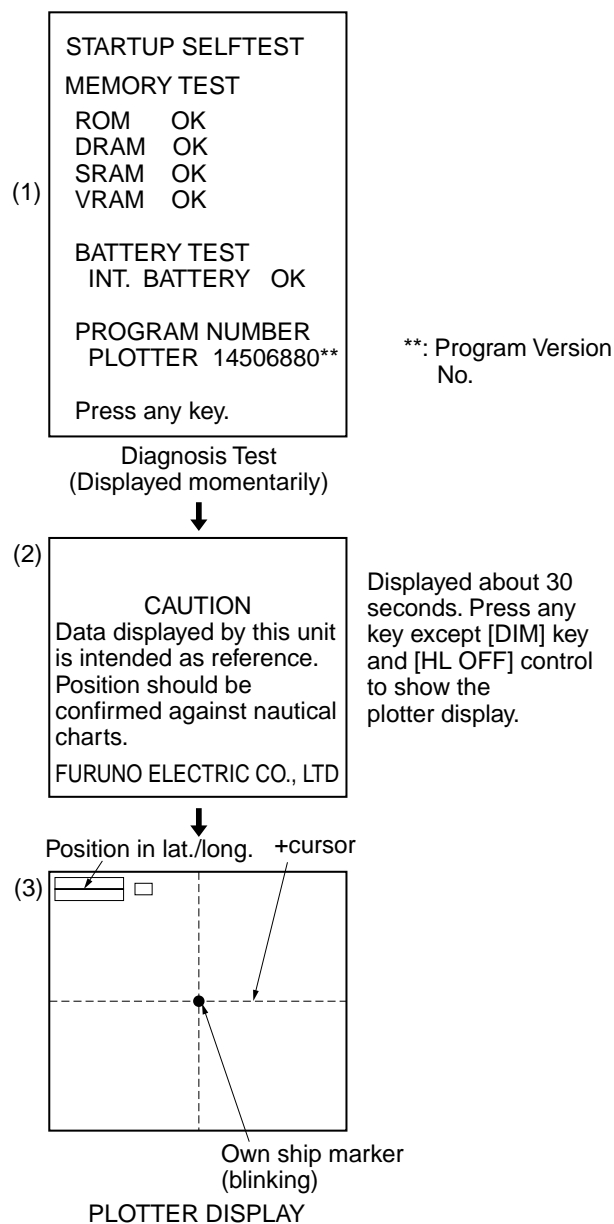 STARTUP SELFTEST
MEMORY TEST
ROM OK
DRAM OK
SRAM OK
VRAM OK
(1)
BATTERY TEST
INT. BATTERY OK
PROGRAM NUMBER
PLOTTER 14506880**
Press any key.
**: Program Version
No.
Diagnosis Test
(Displayed momentarily)
(2)
CAUTION
Data displayed by this unit
is intended as reference.
Position should be
confirmed against nautical
charts.
FURUNO ELECTRIC CO., LTD
Displayed about 30
seconds. Press any
key except [DIM] key
and [HL OFF] control
to show the
plotter display.
Position in lat./long.
+cursor
(3)
Own ship marker
(blinking)
PLOTTER DISPLAY